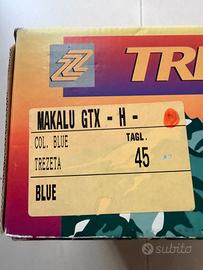 TRE
MAKALU GTX - H -
COL. BLUE TAGL.
TREZETA 45
BLUE
subito